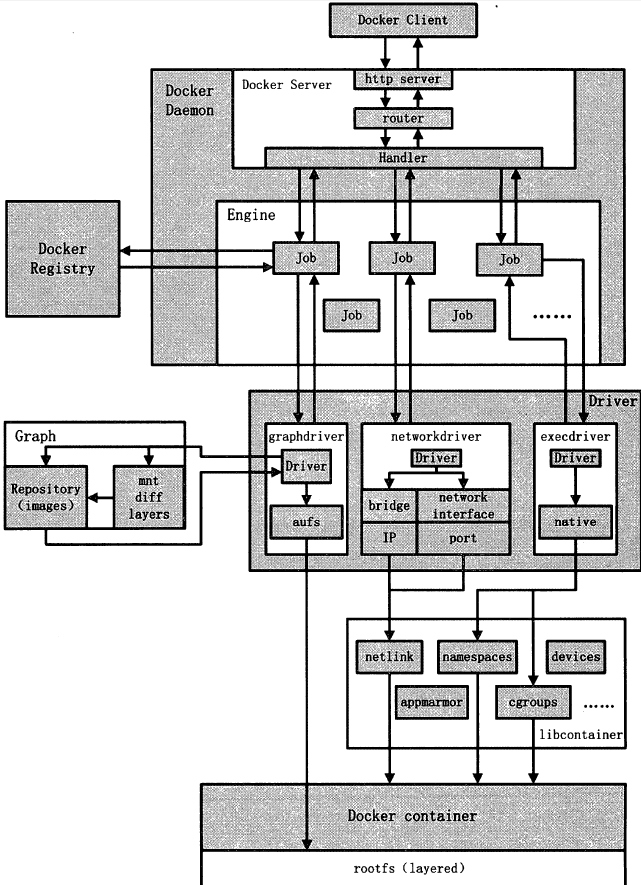 Docker Client
http server
Docker Server
Docker
Daemon
router
Handler
Engine
Docker
Registry
Job
Job
Job
Job
Job
......
Driver
Graph
graphdriver
networkdriver
execdriver
Driver
Driver
Driver
Repository
(images)
mnt
diff
layers
bridge
network
interface
aufs
native
IP
port
netlink
namespaces
devices
appmarmor
cgroups
......
libcontainer
Docker container
rootfs (layered)